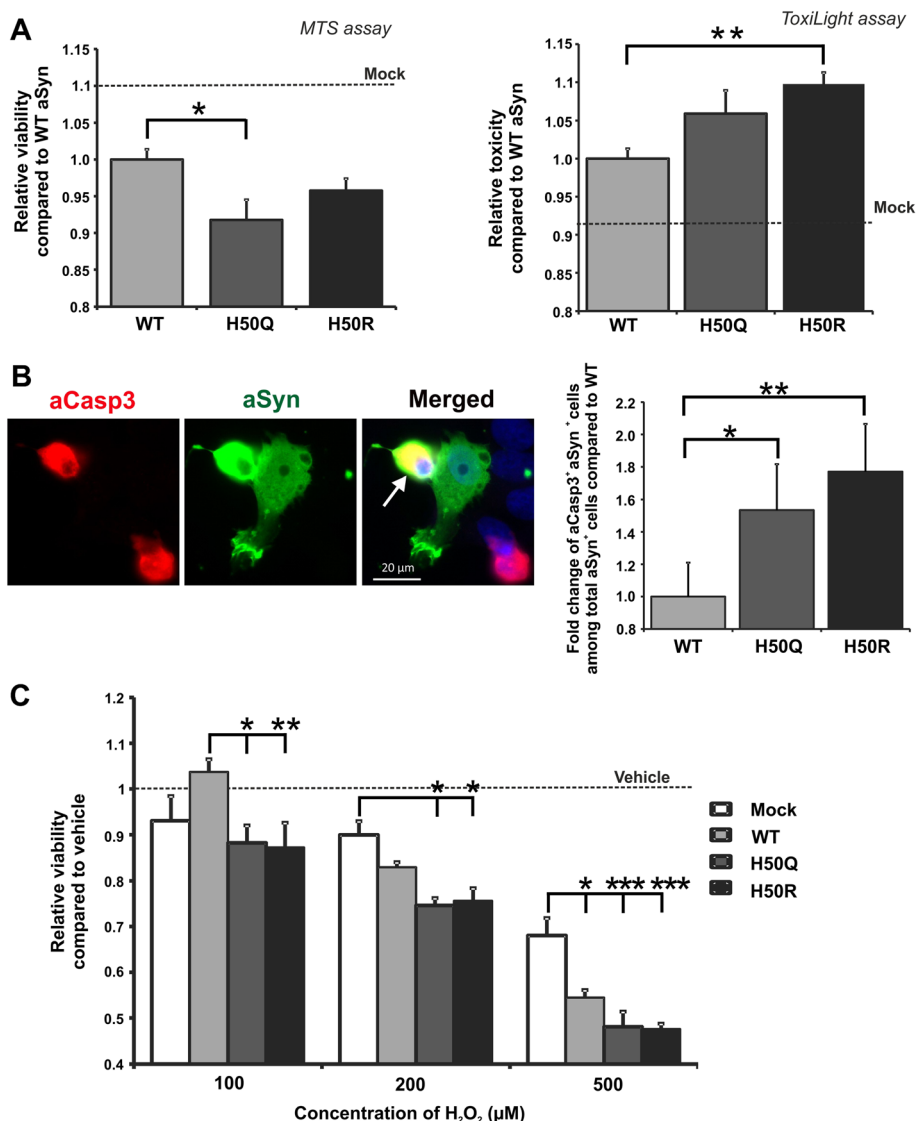 A
MTS assay
Relative viability
compared to WT aSyn
1.15
1.1
1.05
1.0
0.95
0.9
0.85
0.8
Mock
*
WT H50Q H50R
ToxiLight assay
Relative toxicity
compared to WT aSyn
1.15
1.1
1.05
1.0
0.95
0.9
0.85
0.8
**
Mock
WT H50Q H50R
B
aCasp3 aSyn Merged
20 µm
Fold change of aCasp3⁺ aSyn ⁺ cells
among total aSyn⁺ cells compared to WT
2.2
2.0
1.8
1.6
1.4
1.2
1.0
0.8
**
*
WT H50Q H50R
C
Relative viability
compared to vehicle
1.2
1.1
1
0.9
0.8
0.7
0.6
0.5
0.4
* **
Vehicle
* *
* *** ***
Mock
WT
H50Q
H50R
100 200 500
Concentration of H₂O₂ (µM)